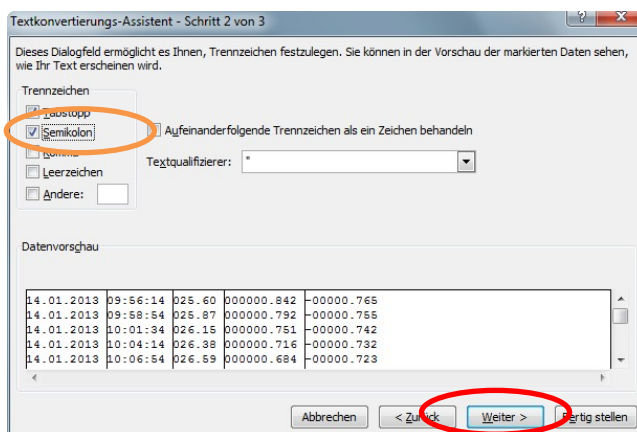 Textkonvertierungs-Assistent - Schritt 2 von 3
Dieses Dialogfeld ermöglicht es Ihnen, Trennzeichen festzulegen. Sie können in der Vorschau der markierten Daten sehen,
wie Ihr Text erscheinen wird.
Trennzeichen
Tabstopp
Semikolon
Komma
Leerzeichen
Andere:
Aufeinanderfolgende Trennzeichen als ein Zeichen behandeln
Textqualifizierer: "
Datenvorschau
14.01.2013 09:56:14 025.60 000000.842 -00000.765
14.01.2013 09:58:54 025.87 000000.792 -00000.755
14.01.2013 10:01:34 026.15 000000.751 -00000.742
14.01.2013 10:04:14 026.38 000000.716 -00000.732
14.01.2013 10:06:54 026.59 000000.684 -00000.723
Abbrechen < Zurück Weiter > Fertig stellen